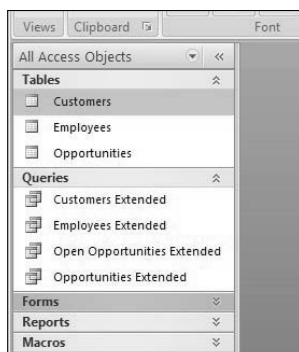 Views
Clipboard
Font
All Access Objects
Tables
Customers
Employees
Opportunities
Queries
Customers Extended
Employees Extended
Open Opportunities Extended
Opportunities Extended
Forms
Reports
Macros